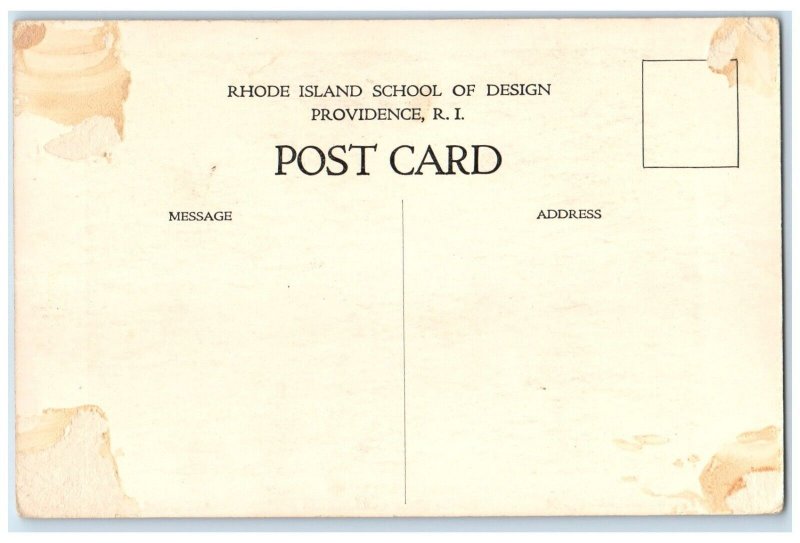 RHODE ISLAND SCHOOL OF DESIGN
PROVIDENCE, R. I.
POST CARD
MESSAGE
ADDRESS